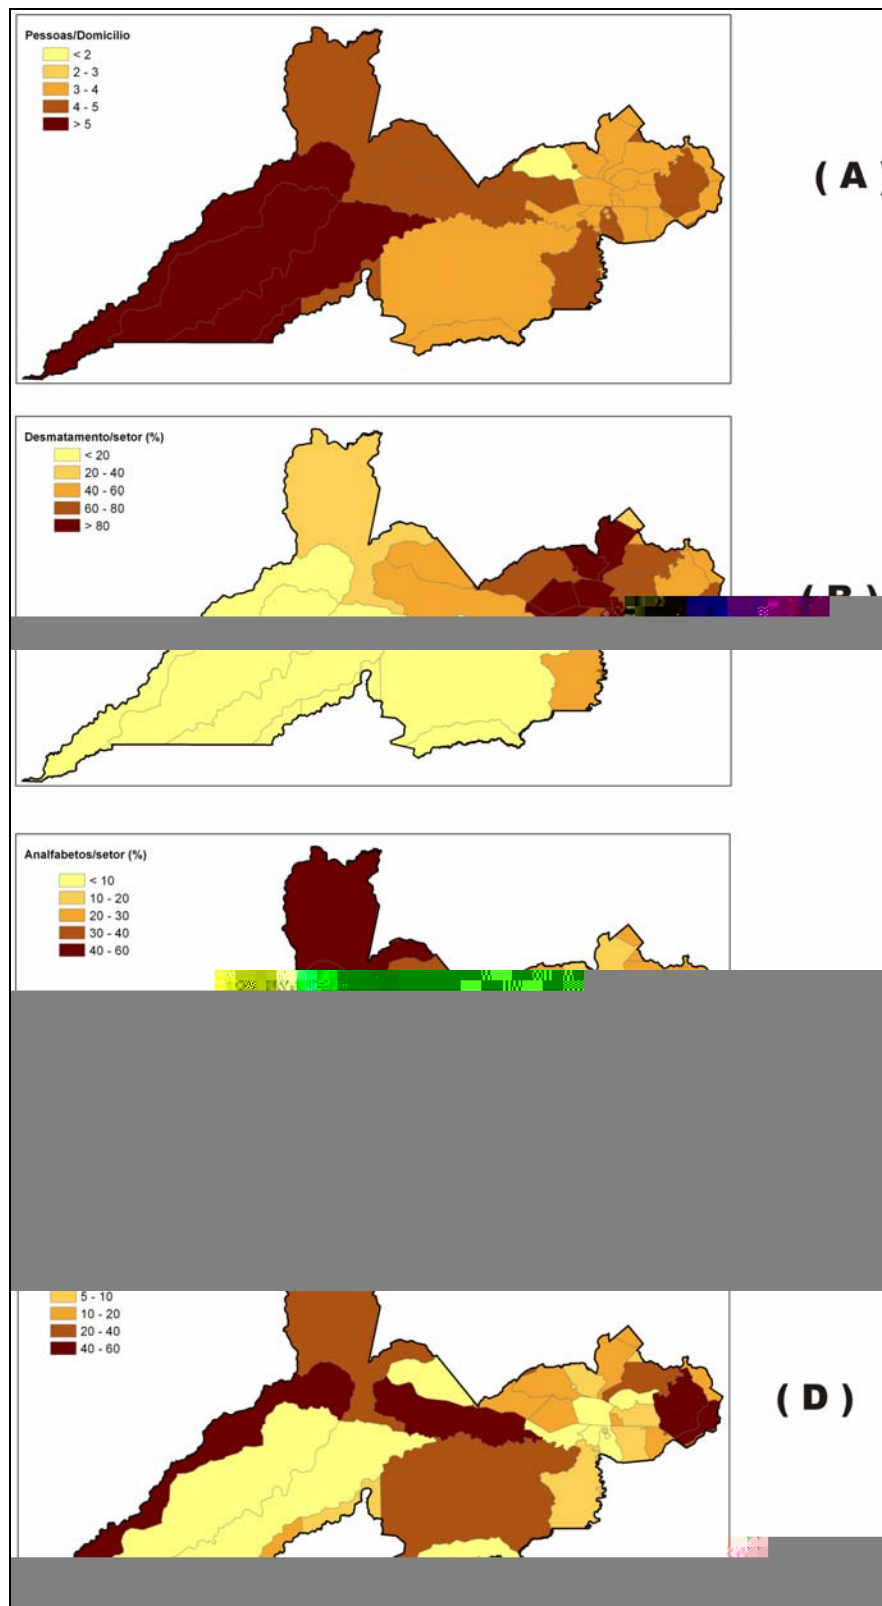 Pessoas/Domicilio
< 2
2 - 3
3 - 4
4 - 5
> 5
( A )
Desmatamento/setor (%)
< 20
20 - 40
40 - 60
60 - 80
> 80
Analfabetos/setor (%)
< 10
10 - 20
20 - 30
30 - 40
40 - 60
5 - 10
10 - 20
20 - 40
40 - 60
( D )